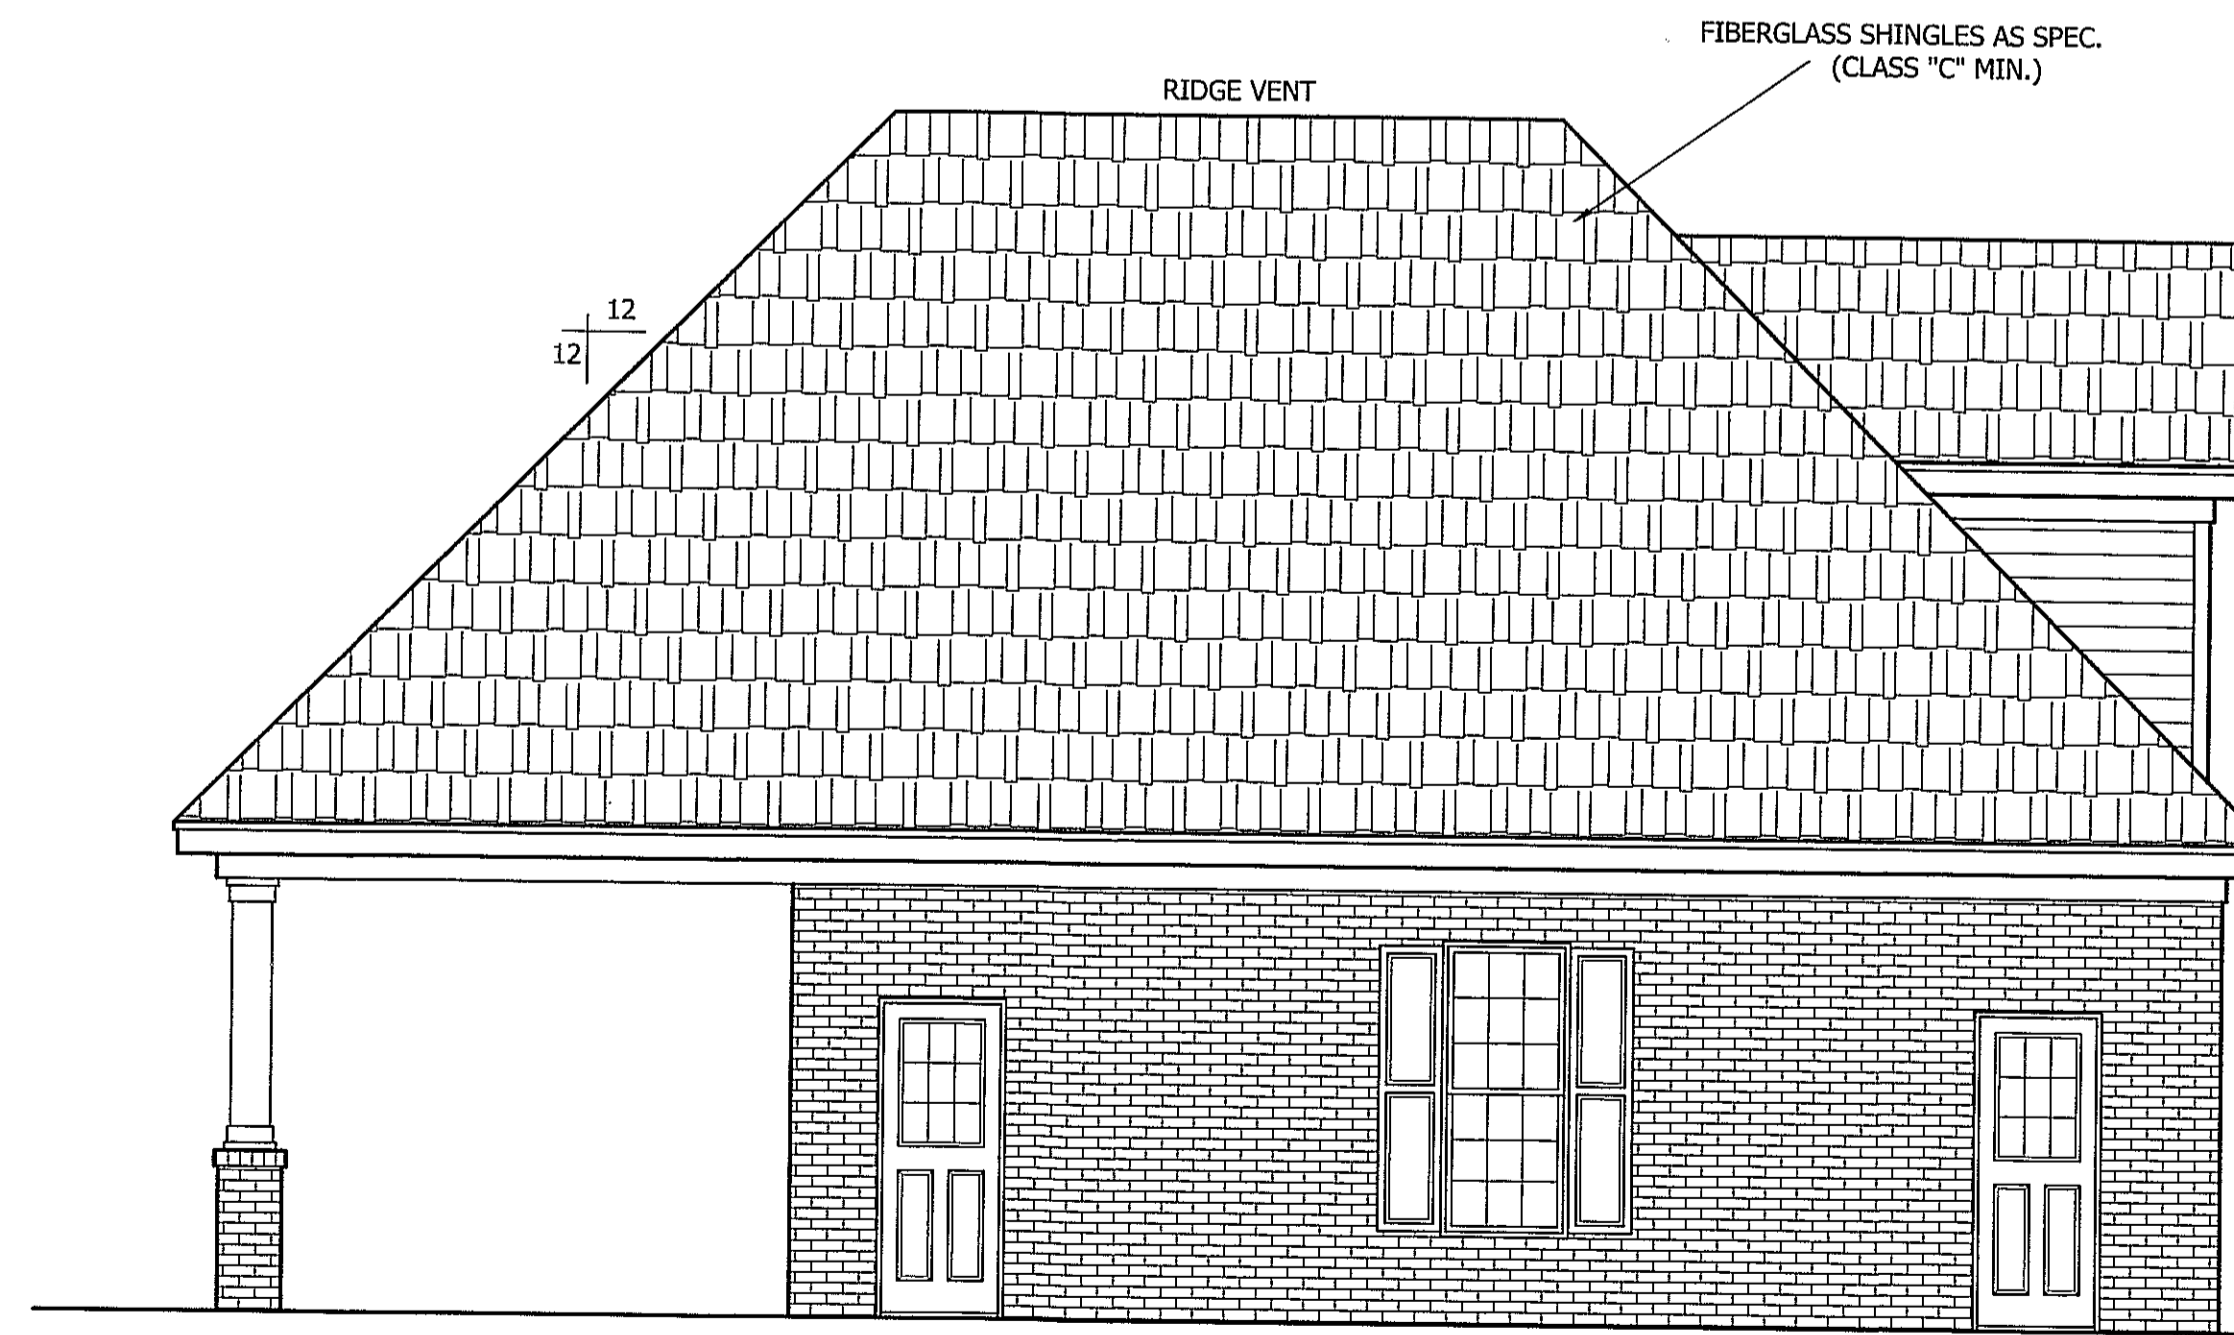 FIBERGLASS SHINGLES AS SPEC.
(CLASS "C" MIN.)
RIDGE VENT
12
12